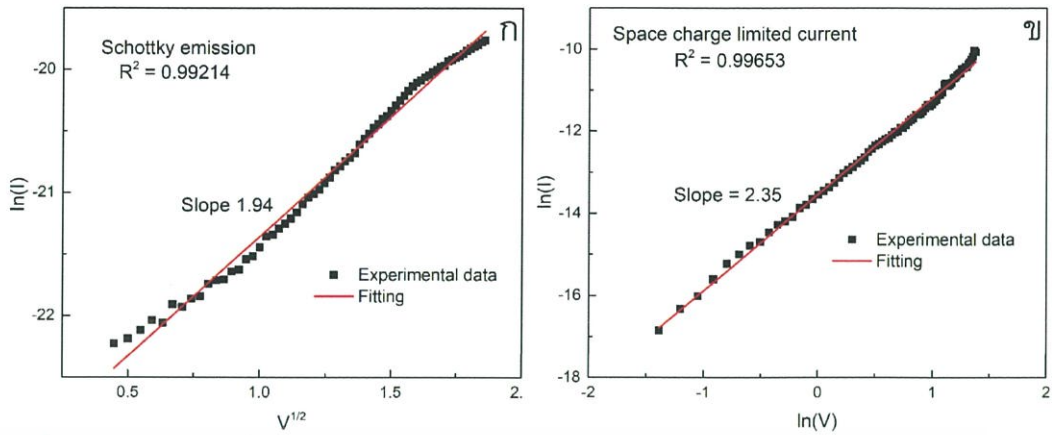 ก
Schottky emission
R² = 0.99214
Slope 1.94
Experimental data
Fitting
ln(I)
-20
-21
-22
0.5
1.0
1.5
2.
V^1/2
ข
Space charge limited current
R² = 0.99653
Slope = 2.35
Experimental data
Fitting
ln(I)
-10
-12
-14
-16
-18
-2
-1
0
1
2
ln(V)